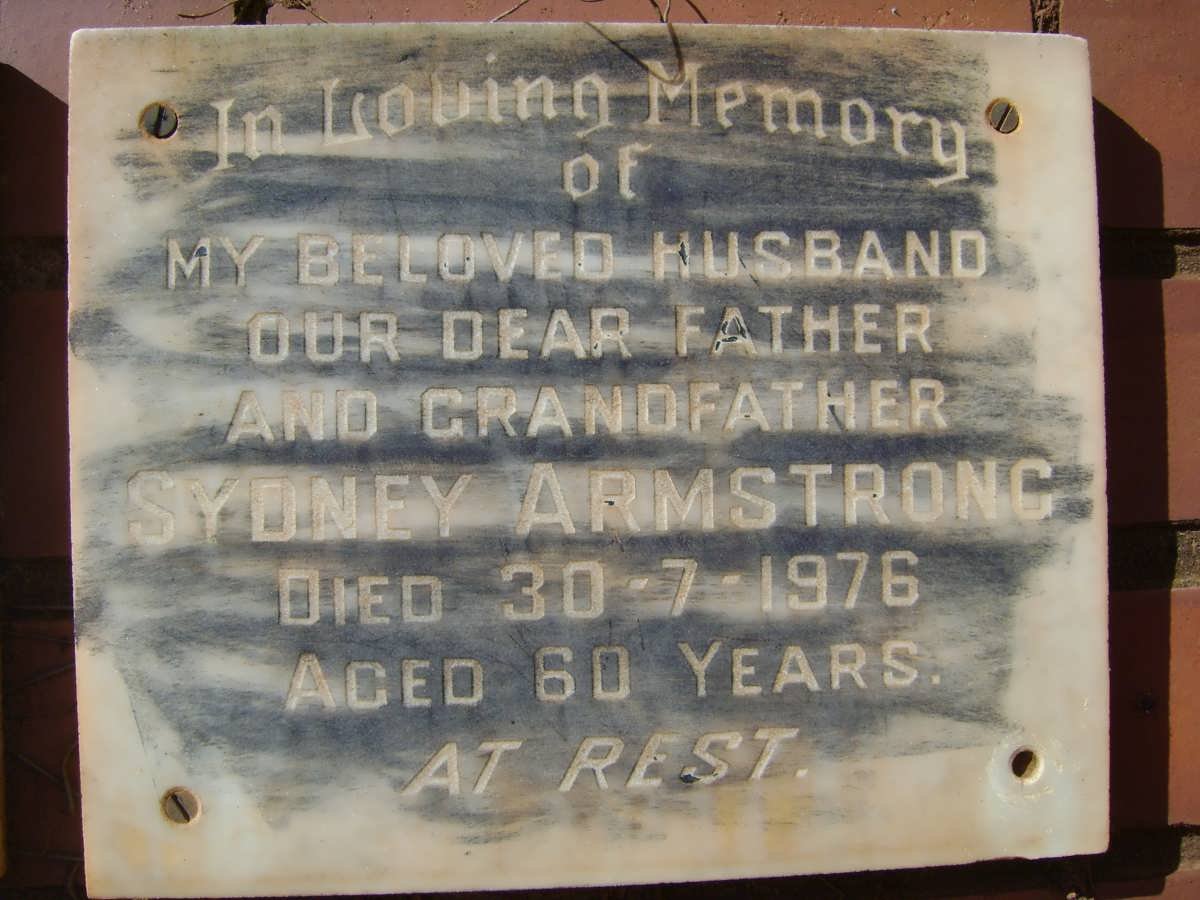 In Loving Memory
of
MY BELOVED HUSBAND
OUR DEAR FATHER
AND GRANDFATHER
SYDNEY ARMSTRONG
DIED 30-7-1976
AGED 60 YEARS.
AT REST.